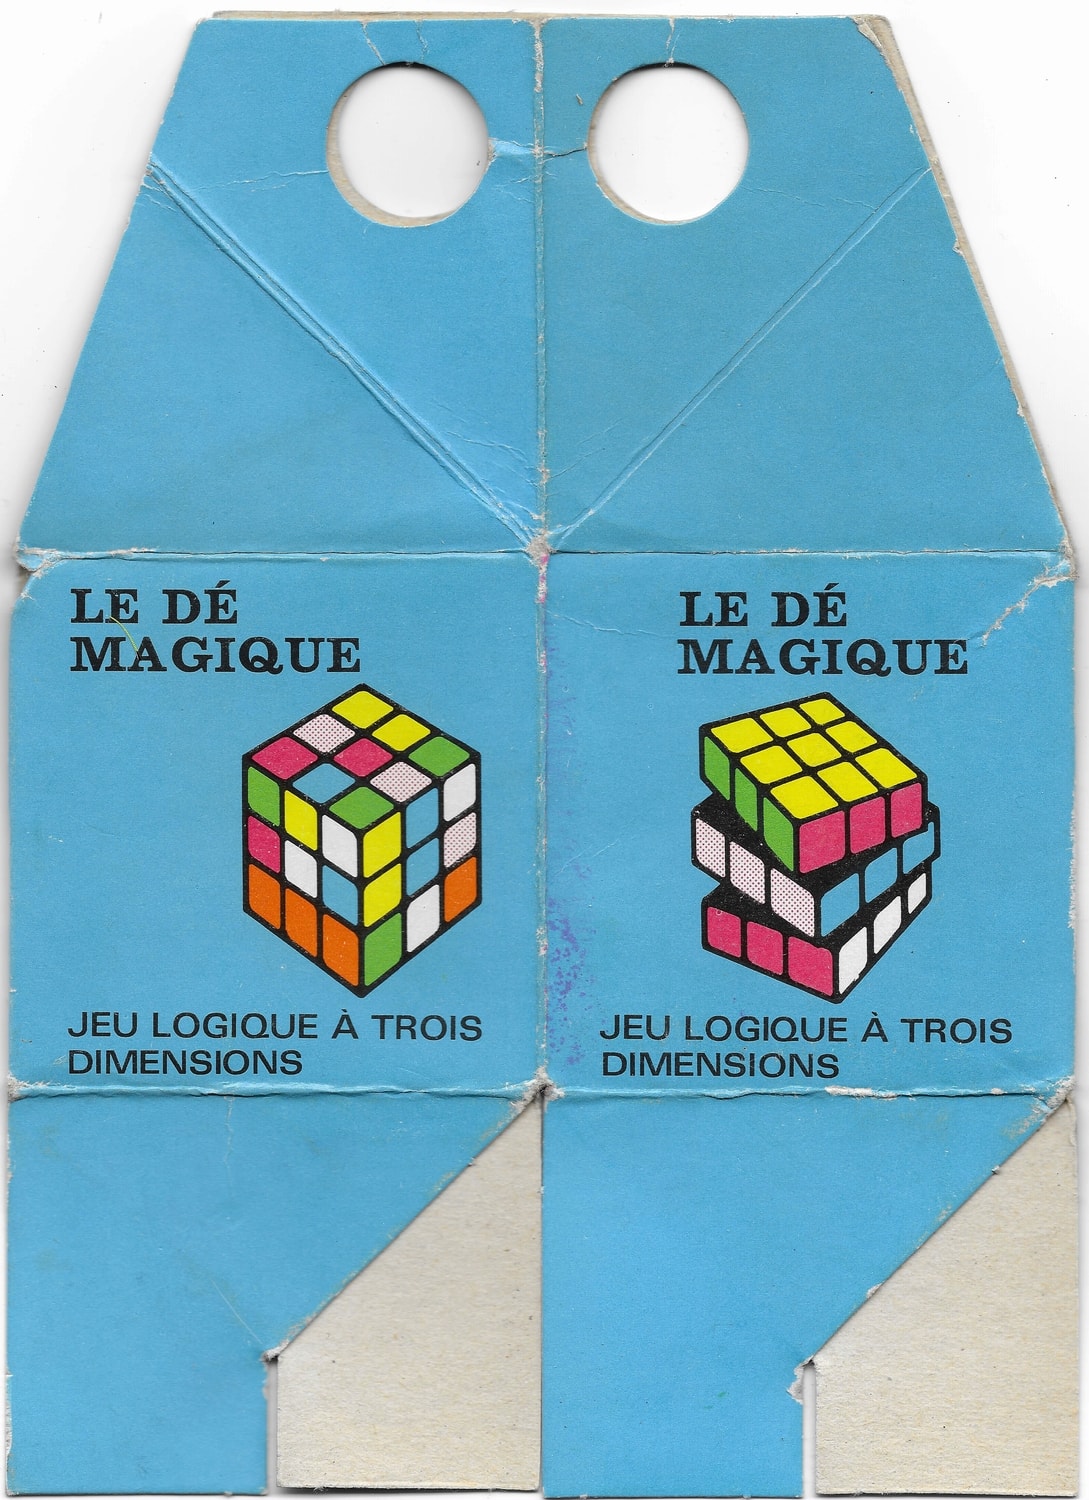 LE DÉ
MAGIQUE
JEU LOGIQUE À TROIS
DIMENSIONS
LE DÉ
MAGIQUE
JEU LOGIQUE À TROIS
DIMENSIONS